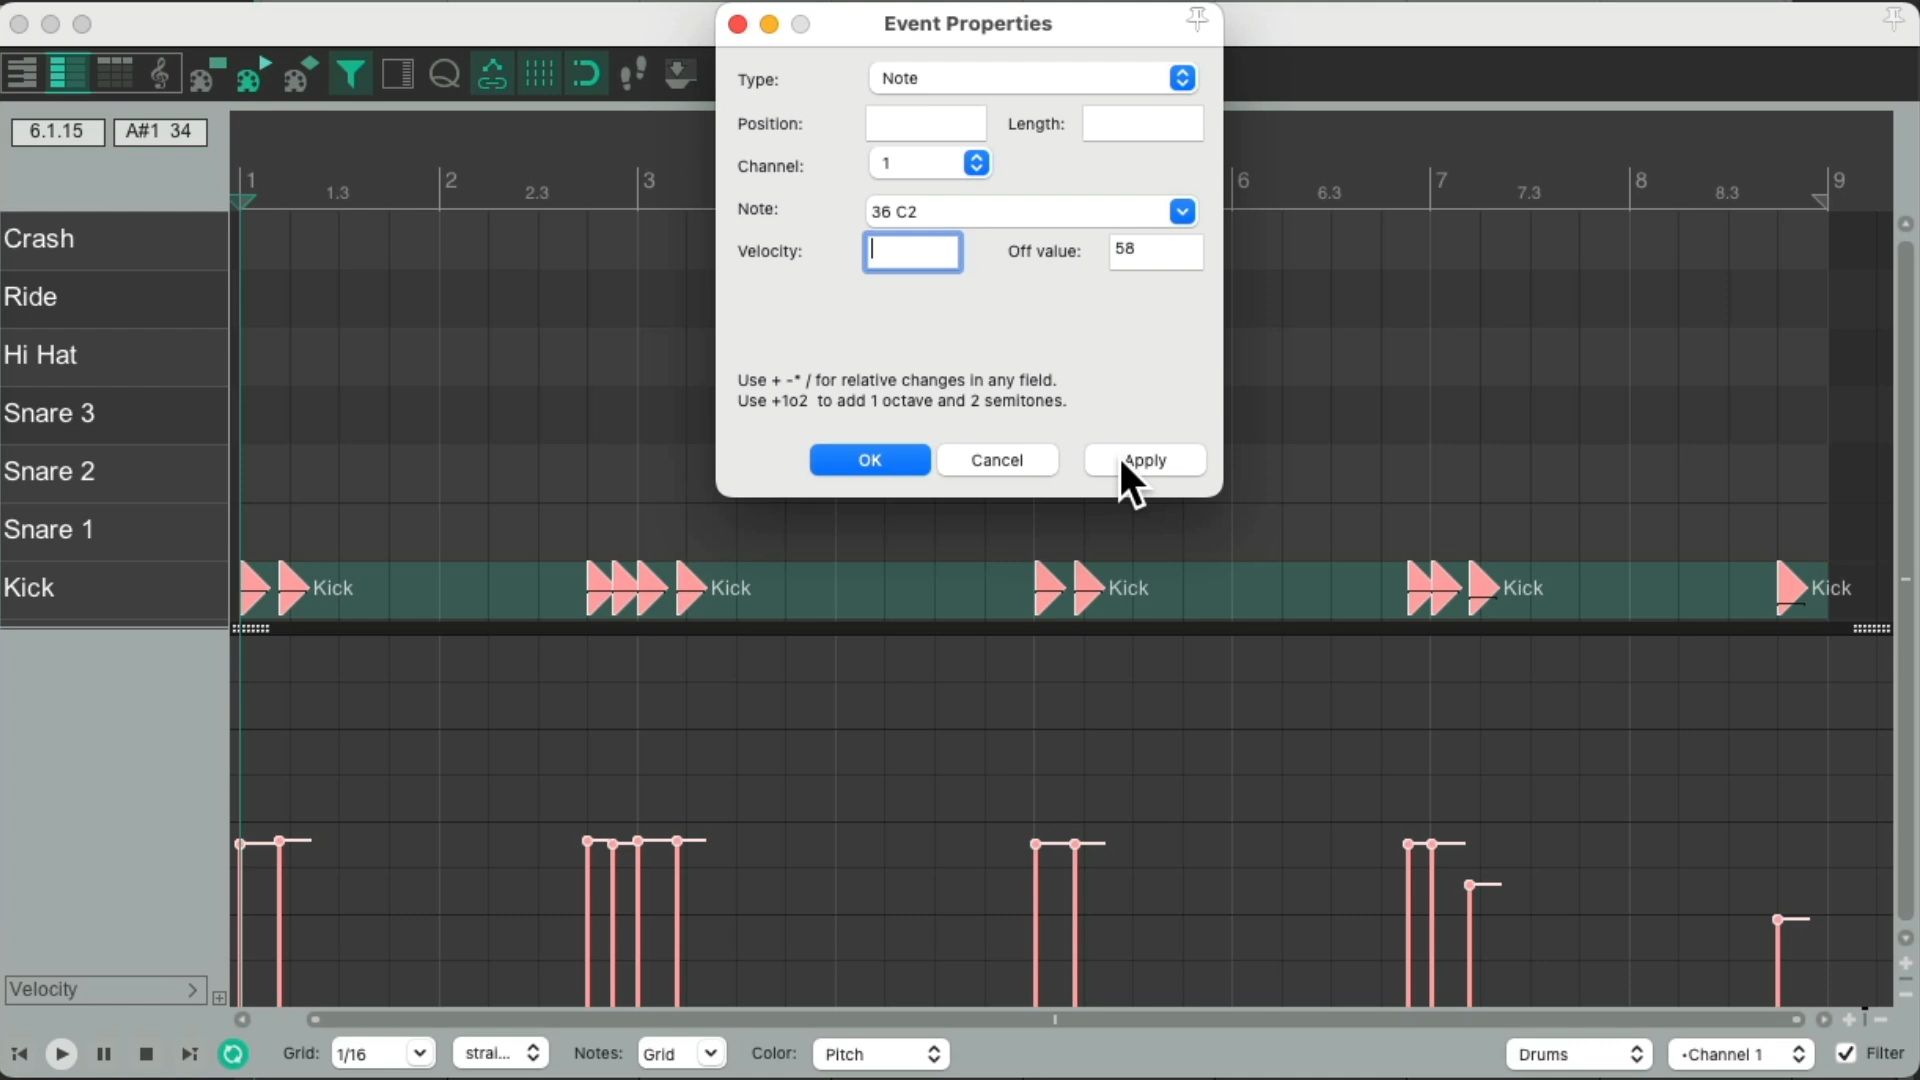 Event Properties
Type: Note
Position: Length:
Channel: 1
Note: 36 C2
Velocity: Off value: 58
Use + -* / for relative changes in any field.
Use +1o2 to add 1 octave and 2 semitones.
OK Cancel Apply
6.1.15 A#1 34
1 1.3 2 2.3 3 6 6.3 7 7.3 8 8.3 9
Crash
Ride
Hi Hat
Snare 3
Snare 2
Snare 1
Kick Kick Kick Kick Kick Kick
Velocity
Grid: 1/16 strai... Notes: Grid Color: Pitch Drums •Channel 1 Filter